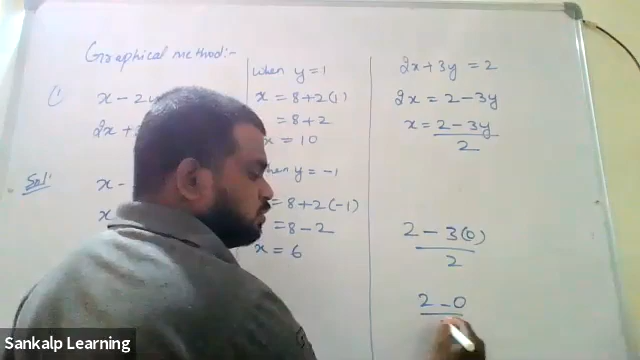 Graphical method:-
x - 2
2x +
Sol:
x -
x
when y = 1
x = 8 + 2(1)
= 8 + 2
x = 10
when y = -1
= 8 + 2(-1)
= 8 - 2
x = 6
2x + 3y = 2
2x = 2 - 3y
x = 2 - 3y
2
2 - 3(0)
2
2 - 0
Sankalp Learning